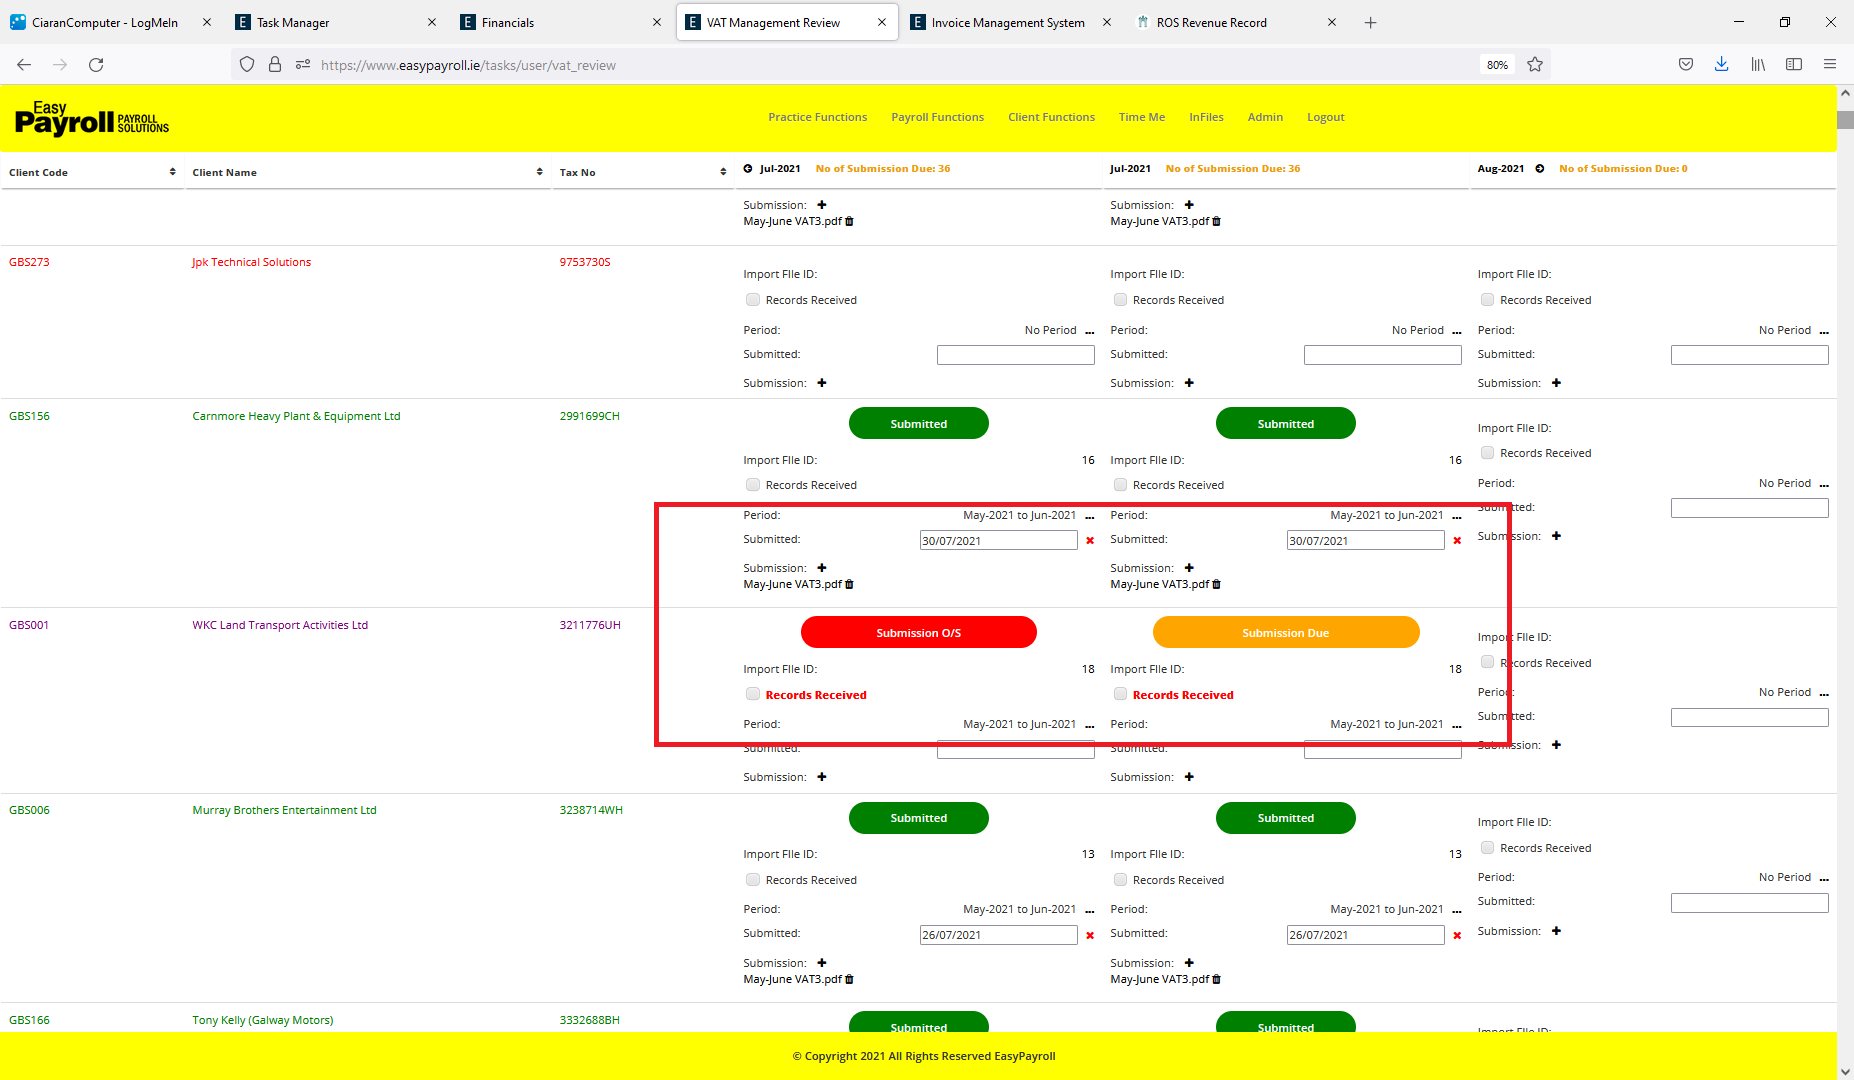 CiaranComputer - LogMeIn
Task Manager
Financials
VAT Management Review
Invoice Management System
ROS Revenue Record
https://www.easypayroll.ie/tasks/user/vat_review
80%
Easy
Payroll PAYROLL SOLUTIONS
Practice Functions Payroll Functions Client Functions Time Me InFiles Admin Logout
Client Code Client Name Tax No Jul-2021 No of Submission Due: 36 Jul-2021 No of Submission Due: 36 Aug-2021 No of Submission Due: 0
Submission: Submission:
May-June VAT3.pdf May-June VAT3.pdf
GBS273 Jpk Technical Solutions 9753730S
Import FIle ID: Import FIle ID: Import FIle ID:
Records Received Records Received Records Received
Period: No Period ... Period: No Period ... Period: No Period ...
Submitted: Submitted: Submitted:
Submission: Submission: Submission:
GBS156 Carnmore Heavy Plant & Equipment Ltd 2991699CH Submitted Submitted
Import FIle ID:
Import FIle ID: 16 Import FIle ID: 16
Records Received
Records Received Records Received
Period: No Period ...
Period: May-2021 to Jun-2021 ... Period: May-2021 to Jun-2021 ...
Submitted:
Submitted: 30/07/2021 Submitted: 30/07/2021
Submission:
Submission: Submission:
May-June VAT3.pdf May-June VAT3.pdf
GBS001 WKC Land Transport Activities Ltd 3211776UH Submission O/S Submission Due
Import FIle ID:
Import FIle ID: 18 Import FIle ID: 18
Records Received
Records Received Records Received
Period: No Period ...
Period: May-2021 to Jun-2021 ... Period: May-2021 to Jun-2021 ...
Submitted:
Submitted: Submitted:
Submission:
Submission: Submission:
GBS006 Murray Brothers Entertainment Ltd 3238714WH Submitted Submitted
Import FIle ID:
Import FIle ID: 13 Import FIle ID: 13
Records Received
Records Received Records Received
Period: No Period ...
Period: May-2021 to Jun-2021 ... Period: May-2021 to Jun-2021 ...
Submitted:
Submitted: 26/07/2021 Submitted: 26/07/2021
Submission:
Submission: Submission:
May-June VAT3.pdf May-June VAT3.pdf
GBS166 Tony Kelly (Galway Motors) 3332688BH Submitted Submitted
Import FIle ID:
© Copyright 2021 All Rights Reserved EasyPayroll